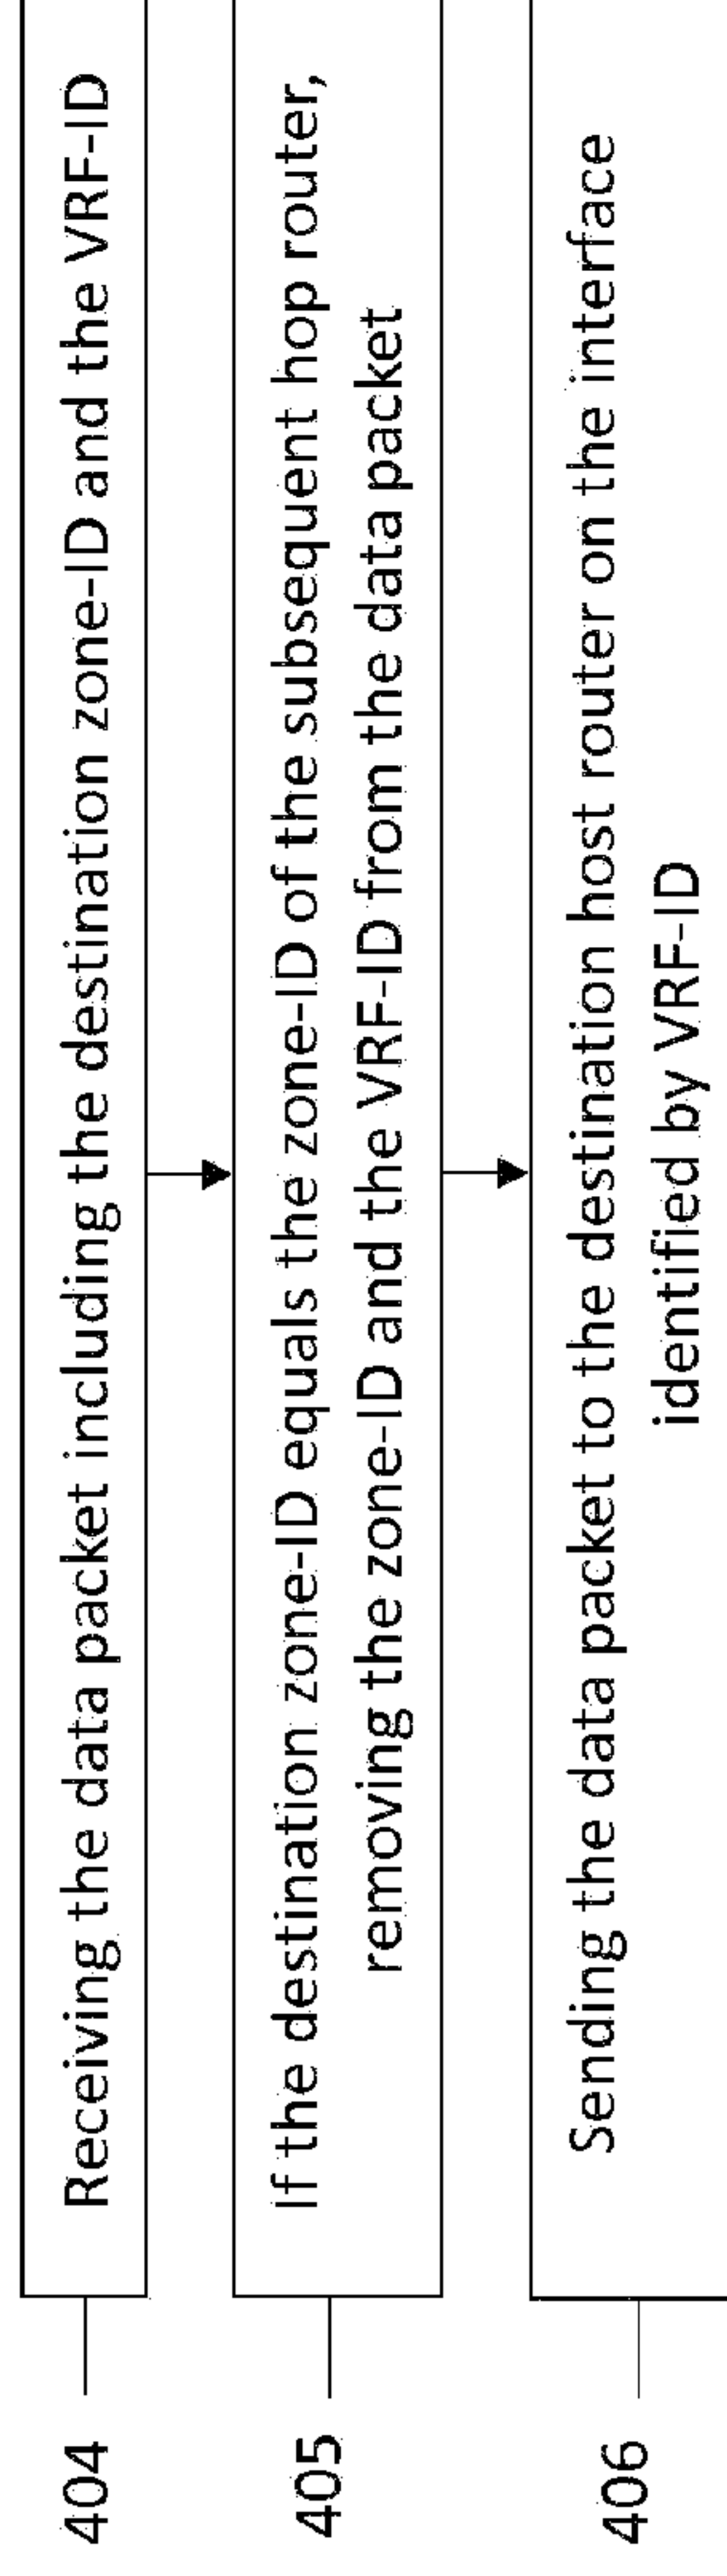 404
Receiving the data packet including the destination zone-ID and the VRF-ID
405
If the destination zone-ID equals the zone-ID of the subsequent hop router,
removing the zone-ID and the VRF-ID from the data packet
406
Sending the data packet to the destination host router on the interface
identified by VRF-ID